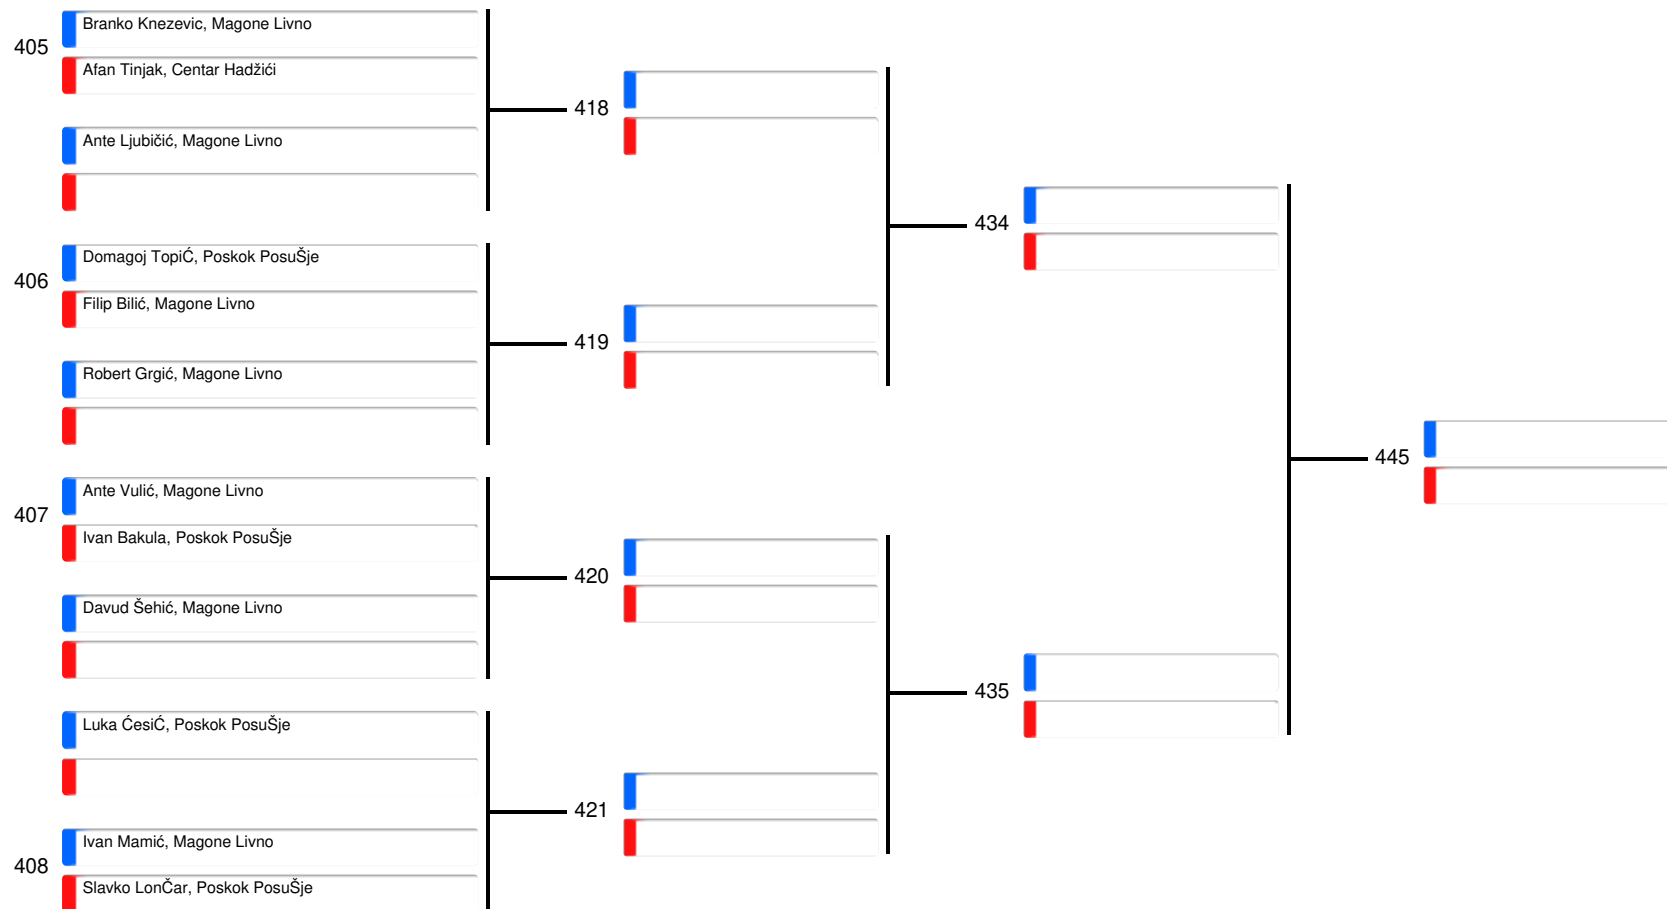 Branko Knezevic, Magone Livno
405
Afan Tinjak, Centar Hadžići
418
Ante Ljubičić, Magone Livno
434
Domagoj TopiĆ, Poskok PosuŠje
406
Filip Bilić, Magone Livno
419
Robert Grgić, Magone Livno
445
Ante Vulić, Magone Livno
407
Ivan Bakula, Poskok PosuŠje
420
Davud Šehić, Magone Livno
435
Luka ĆesiĆ, Poskok PosuŠje
421
Ivan Mamić, Magone Livno
408
Slavko LonČar, Poskok PosuŠje